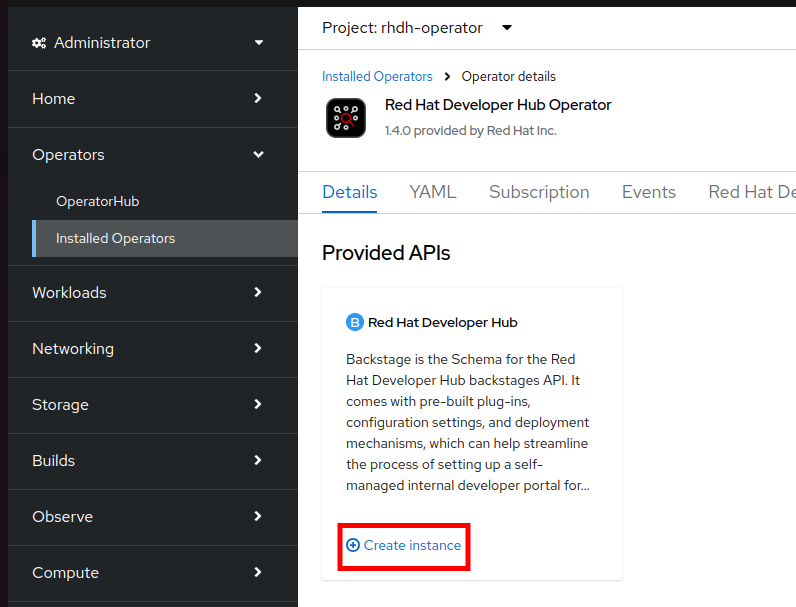 Administrator
Home
Operators
OperatorHub
Installed Operators
Workloads
Networking
Storage
Builds
Observe
Compute
Project: rhdh-operator
Installed Operators > Operator details
Red Hat Developer Hub Operator
1.4.0 provided by Red Hat Inc.
Details YAML Subscription Events Red Hat De
Provided APIs
B Red Hat Developer Hub
Backstage is the Schema for the Red
Hat Developer Hub backstages API. It
comes with pre-built plug-ins,
configuration settings, and deployment
mechanisms, which can help streamline
the process of setting up a self-
managed internal developer portal for...
Create instance